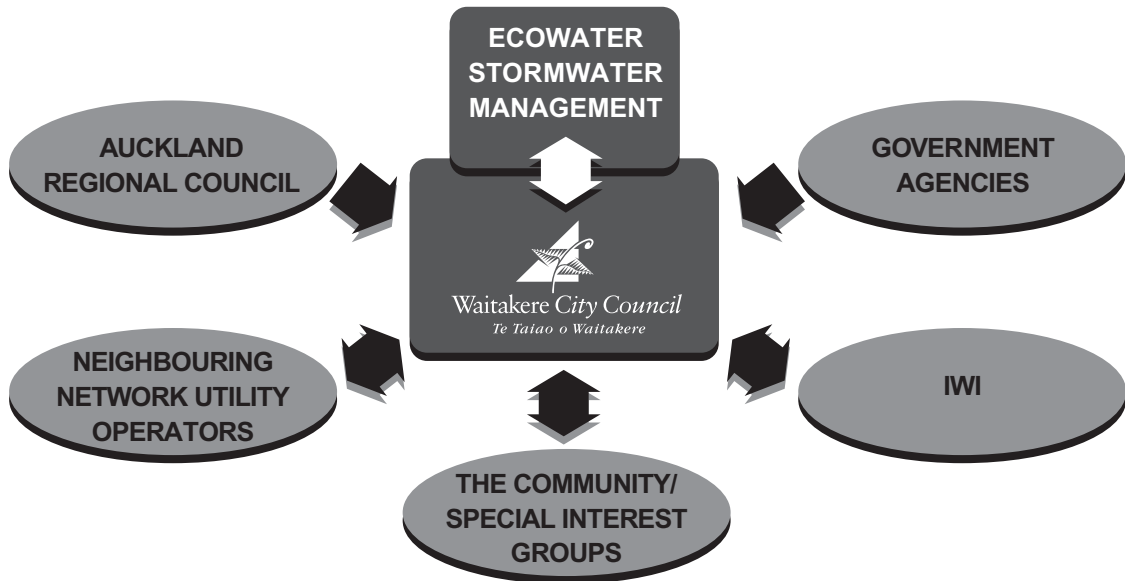 ECOWATER
STORMWATER
MANAGEMENT
AUCKLAND
REGIONAL COUNCIL
GOVERNMENT
AGENCIES
Waitakere City Council
Te Taiao o Waitakere
NEIGHBOURING
NETWORK UTILITY
OPERATORS
IWI
THE COMMUNITY/
SPECIAL INTEREST
GROUPS